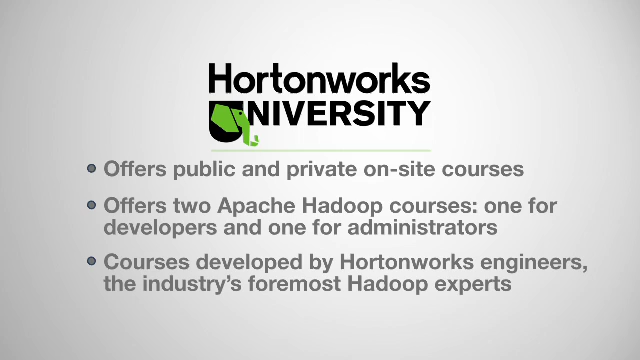 Hortonworks
UNIVERSITY
Offers public and private on-site courses
Offers two Apache Hadoop courses: one for
developers and one for administrators
Courses developed by Hortonworks engineers,
the industry's foremost Hadoop experts